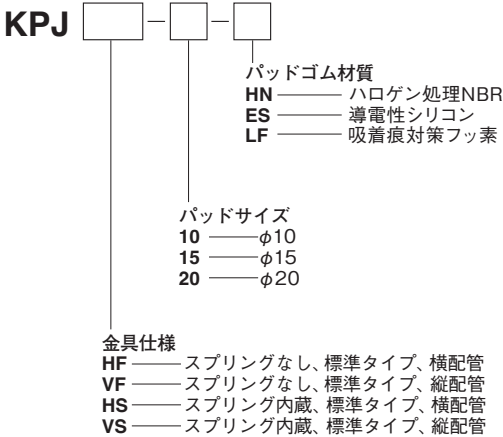 KPJ － －
パッドゴム材質
HN ハロゲン処理NBR
ES 導電性シリコン
LF 吸着痕対策フッ素
パッドサイズ
10 φ10
15 φ15
20 φ20
金具仕様
HF スプリングなし、標準タイプ、横配管
VF スプリングなし、標準タイプ、縦配管
HS スプリング内蔵、標準タイプ、横配管
VS スプリング内蔵、標準タイプ、縦配管